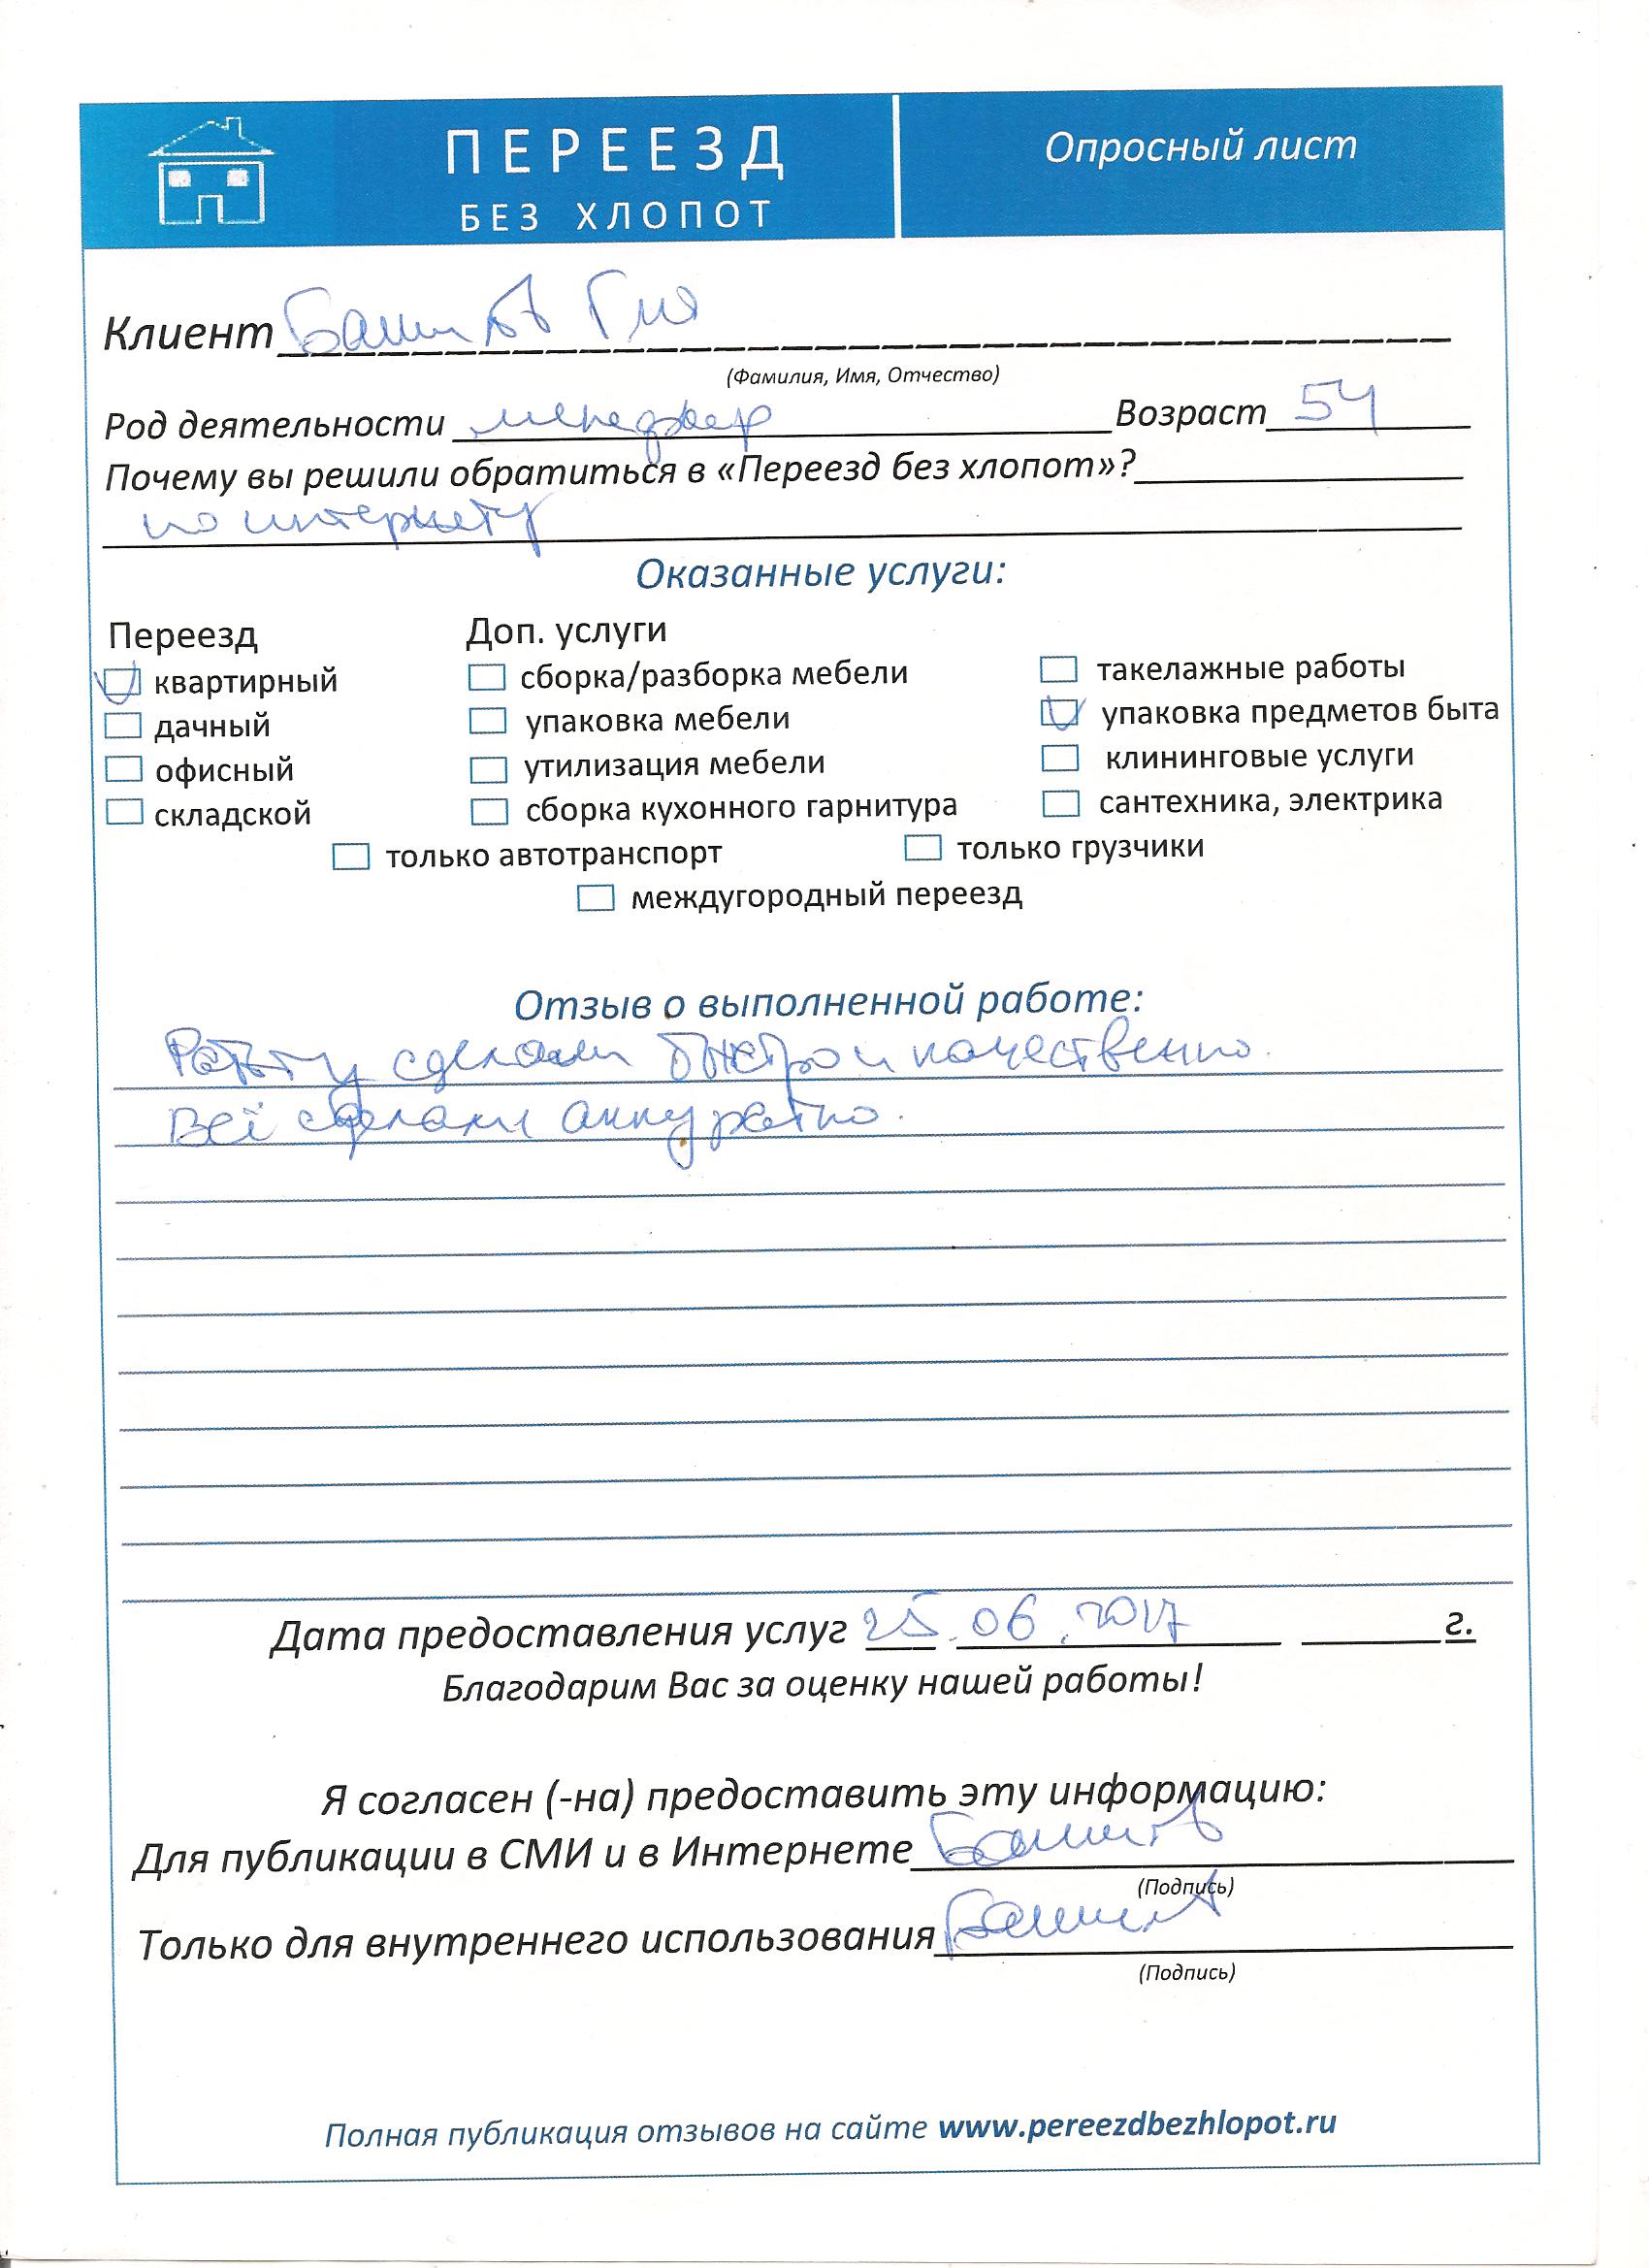 ПЕРЕЕЗД
БЕЗ ХЛОПОТ
Опросный лист
Клиент
(Фамилия, Имя, Отчество)
Род деятельности менеджер Возраст 54
Почему вы решили обратиться в «Переезд без хлопот»?
по интернету
Оказанные услуги:
Переезд Доп. услуги
квартирный сборка/разборка мебели такелажные работы
дачный упаковка мебели упаковка предметов быта
офисный утилизация мебели клининговые услуги
складской сборка кухонного гарнитура сантехника, электрика
только автотранспорт только грузчики
междугородный переезд
Отзыв о выполненной работе:
Работу сделали быстро и качественно.
Всё сделали аккуратно.
Дата предоставления услуг 25.06.2017 г.
Благодарим Вас за оценку нашей работы!
Я согласен (-на) предоставить эту информацию:
Для публикации в СМИ и в Интернете
(Подпись)
Только для внутреннего использования
(Подпись)
Полная публикация отзывов на сайте www.pereezdbezhlopot.ru